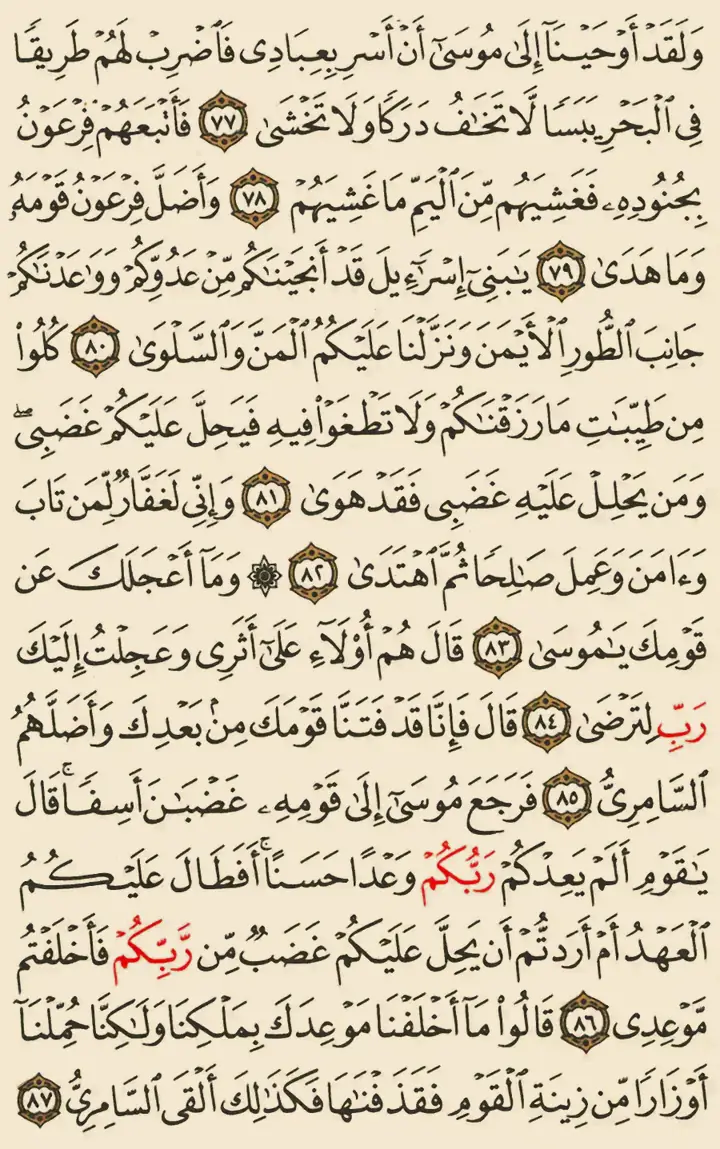 وَلَقَدْ أَوْحَيْنَآ إِلَىٰ مُوسَىٰٓ أَنْ أَسْرِ بِعِبَادِى فَٱضْرِبْ لَهُمْ طَرِيقًا
فِى ٱلْبَحْرِ يَبَسًا لَّا تَخَٰفُ دَرَكًا وَلَا تَخْشَىٰ ٧٧ فَأَتْبَعَهُمْ فِرْعَوْنُ
بِجُنُودِهِۦ فَغَشِيَهُم مِّنَ ٱلْيَمِّ مَا غَشِيَهُمْ ٧٨ وَأَضَلَّ فِرْعَوْنُ قَوْمَهُۥ
وَمَا هَدَىٰ ٧٩ يَٰبَنِىٓ إِسْرَٰٓءِيلَ قَدْ أَنجَيْنَٰكُم مِّنْ عَدُوِّكُمْ وَوَٰعَدْنَٰكُمْ
جَانِبَ ٱلطُّورِ ٱلْأَيْمَنَ وَنَزَّلْنَا عَلَيْكُمُ ٱلْمَنَّ وَٱلسَّلْوَىٰ ٨٠ كُلُوا۟
مِن طَيِّبَٰتِ مَا رَزَقْنَٰكُمْ وَلَا تَطْغَوْا۟ فِيهِ فَيَحِلَّ عَلَيْكُمْ غَضَبِىۖ
وَمَن يَحْلِلْ عَلَيْهِ غَضَبِى فَقَدْ هَوَىٰ ٨١ وَإِنِّى لَغَفَّارٌ لِّمَن تَابَ
وَءَامَنَ وَعَمِلَ صَٰلِحًا ثُمَّ ٱهْتَدَىٰ ٨٢ ۞ وَمَآ أَعْجَلَكَ عَن
قَوْمِكَ يَٰمُوسَىٰ ٨٣ قَالَ هُمْ أُو۟لَآءِ عَلَىٰٓ أَثَرِى وَعَجِلْتُ إِلَيْكَ
رَبِّ لِتَرْضَىٰ ٨٤ قَالَ فَإِنَّا قَدْ فَتَنَّا قَوْمَكَ مِنۢ بَعْدِكَ وَأَضَلَّهُمُ
ٱلسَّامِرِىُّ ٨٥ فَرَجَعَ مُوسَىٰٓ إِلَىٰ قَوْمِهِۦ غَضْبَٰنَ أَسِفًاۚ قَالَ
يَٰقَوْمِ أَلَمْ يَعِدْكُمْ رَبُّكُمْ وَعْدًا حَسَنًاۚ أَفَطَالَ عَلَيْكُمُ
ٱلْعَهْدُ أَمْ أَرَدتُّمْ أَن يَحِلَّ عَلَيْكُمْ غَضَبٌ مِّن رَّبِّكُمْ فَأَخْلَفْتُم
مَّوْعِدِى ٨٦ قَالُوا۟ مَآ أَخْلَفْنَا مَوْعِدَكَ بِمَلْكِنَا وَلَٰكِنَّا حُمِّلْنَآ
أَوْزَارًا مِّن زِينَةِ ٱلْقَوْمِ فَقَذَفْنَٰهَا فَكَذَٰلِكَ أَلْقَى ٱلسَّامِرِىُّ ٨٧